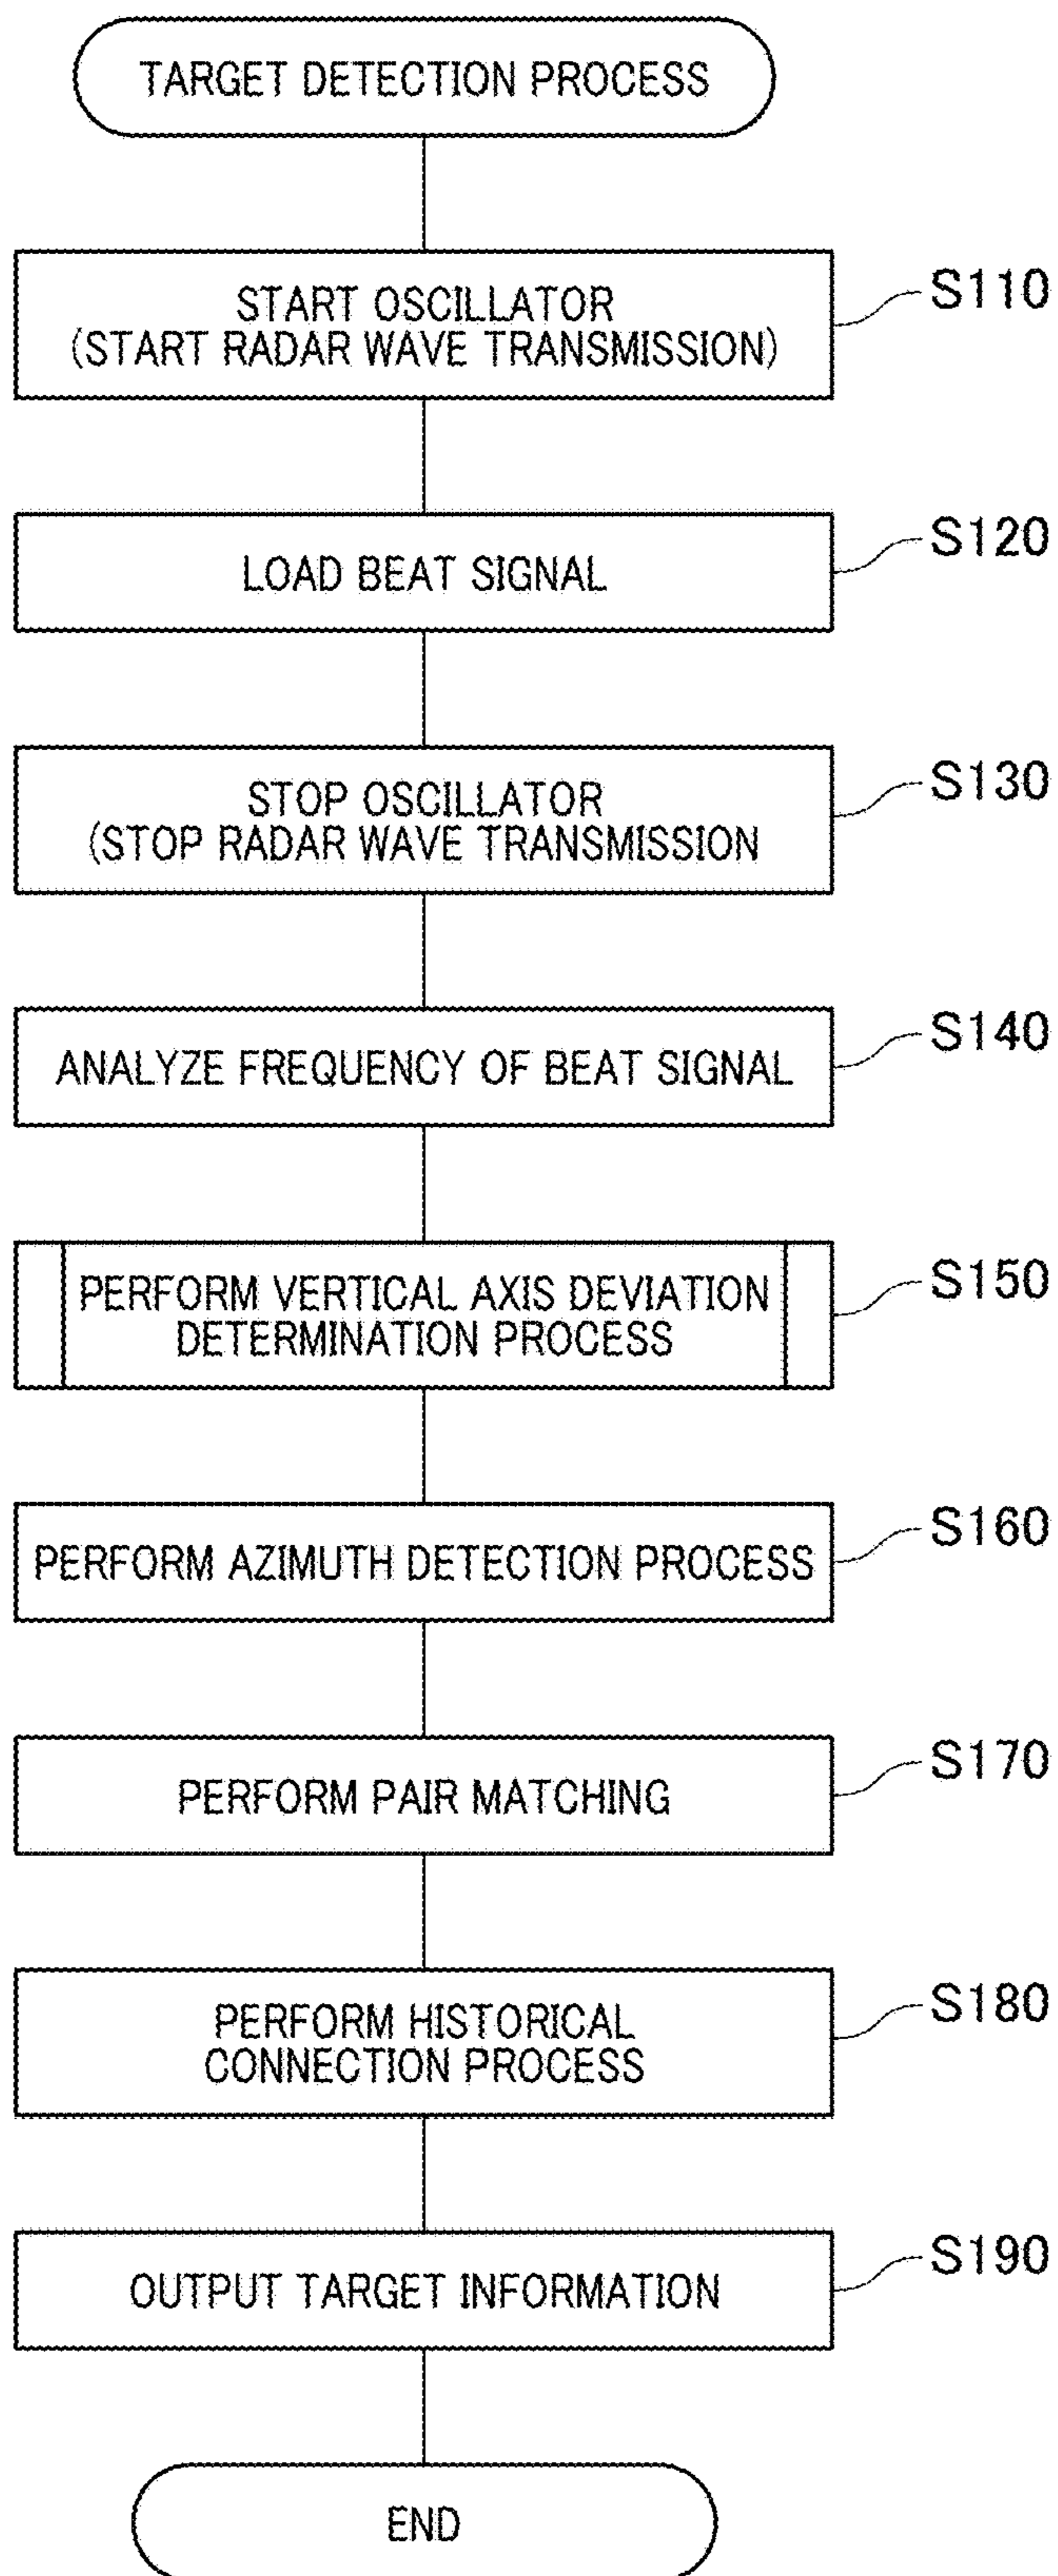 TARGET DETECTION PROCESS
START OSCILLATOR
(START RADAR WAVE TRANSMISSION)
S110
LOAD BEAT SIGNAL
S120
STOP OSCILLATOR
(STOP RADAR WAVE TRANSMISSION
S130
ANALYZE FREQUENCY OF BEAT SIGNAL
S140
PERFORM VERTICAL AXIS DEVIATION
DETERMINATION PROCESS
S150
PERFORM AZIMUTH DETECTION PROCESS
S160
PERFORM PAIR MATCHING
S170
PERFORM HISTORICAL
CONNECTION PROCESS
S180
OUTPUT TARGET INFORMATION
S190
END